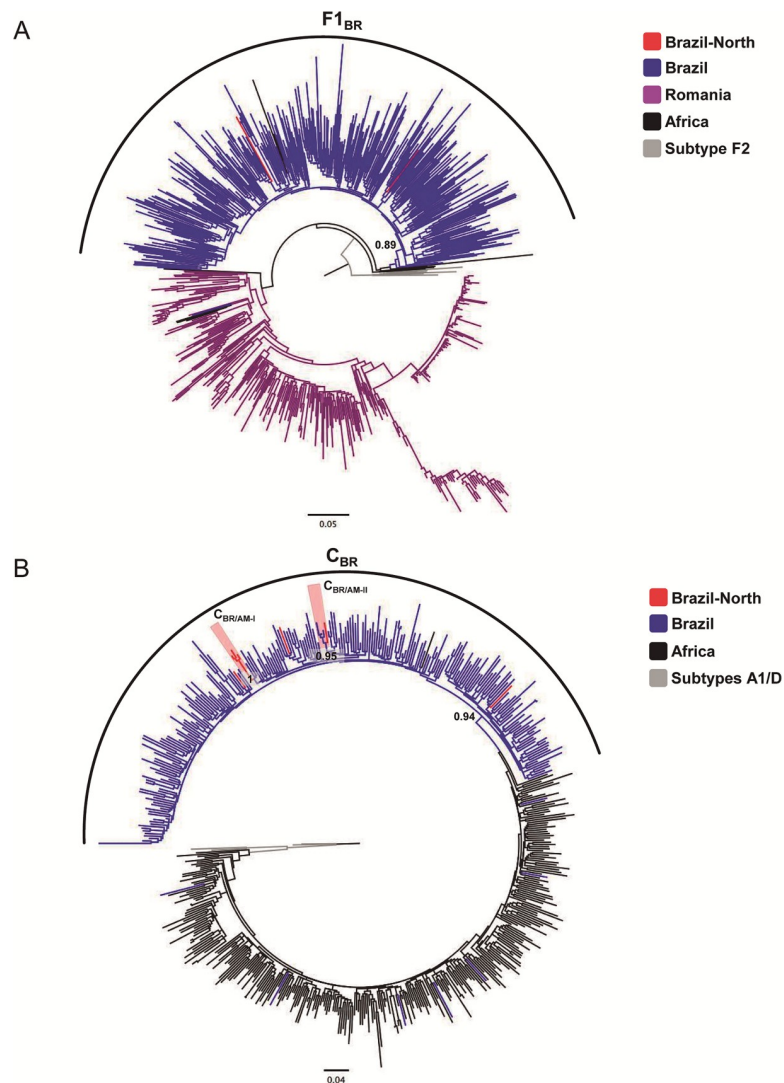 A
F1BR
Brazil-North
Brazil
Romania
Africa
Subtype F2
0.89
0.05
B
CBR
CBR/AM-I
CBR/AM-II
Brazil-North
Brazil
Africa
Subtypes A1/D
1
0.95
0.94
0.04